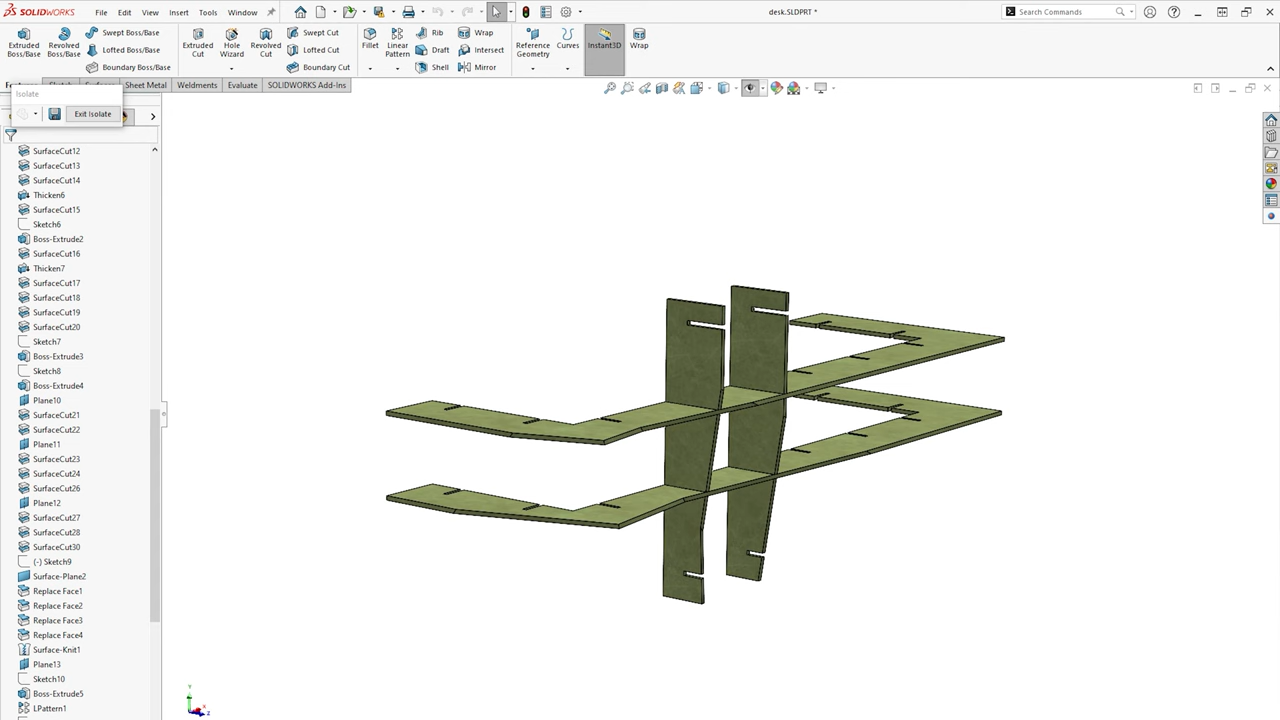 SOLIDWORKS File Edit View Insert Tools Window desk.SLDPRT * Search Commands
Extruded Boss/Base Revolved Boss/Base Swept Boss/Base Lofted Boss/Base Boundary Boss/Base Extruded Cut Hole Wizard Revolved Cut Swept Cut Lofted Cut Boundary Cut Fillet Linear Pattern Rib Draft Shell Wrap Intersect Mirror Reference Geometry Curves Instant3D Wrap
Sheet Metal Weldments Evaluate SOLIDWORKS Add-Ins
Isolate
Exit Isolate
SurfaceCut12
SurfaceCut13
SurfaceCut14
Thicken6
SurfaceCut15
Sketch6
Boss-Extrude2
SurfaceCut16
Thicken7
SurfaceCut17
SurfaceCut18
SurfaceCut19
SurfaceCut20
Sketch7
Boss-Extrude3
Sketch8
Boss-Extrude4
Plane10
SurfaceCut21
SurfaceCut22
Plane11
SurfaceCut23
SurfaceCut24
SurfaceCut26
Plane12
SurfaceCut27
SurfaceCut28
SurfaceCut30
(-) Sketch9
Surface-Plane2
Replace Face1
Replace Face2
Replace Face3
Replace Face4
Surface-Knit1
Plane13
Sketch10
Boss-Extrude5
LPattern1